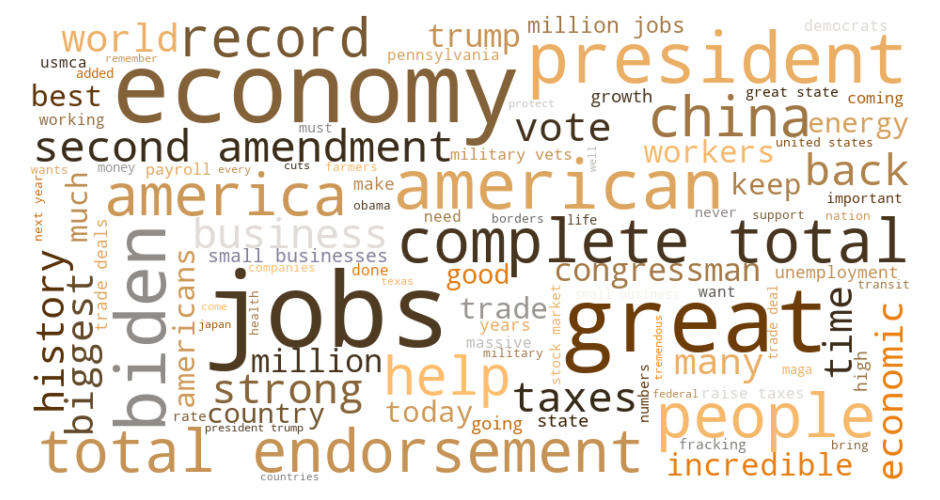 world
record
trump
million jobs
democrats
usmca
remember
economy
pennsylvania
president
added
best
working
protect
growth
great state
coming
second amendment
must
vote
china
energy
united states
wants
money
payroll
every
cuts
farmers
military vets
well
workers
back
next year
much
america
make
obama
american
keep
important
trade deals
biden
americans
business
need
borders
life
never
support
nation
small businesses
complete total
history
biggest
companies
done
texas
good
congressman
unemployment
transit
jobs
come
japan
health
small business
want
trade
great
time
trade deal
economic
years
massive
military
stock market
tremendous
many
maga
high
million
strong
help
taxes
numbers
federal
raise taxes
rate
country
today
going
state
people
president trump
fracking
bring
total endorsement
incredible
countries